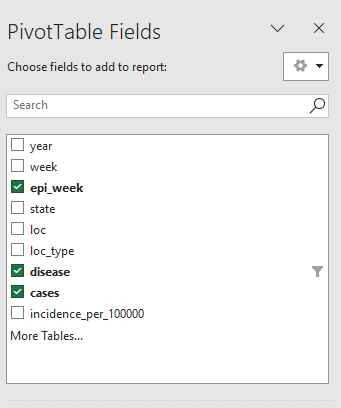 PivotTable Fields
Choose fields to add to report:
Search
year
week
epi_week
state
loc
loc_type
disease
cases
incidence_per_100000
More Tables...